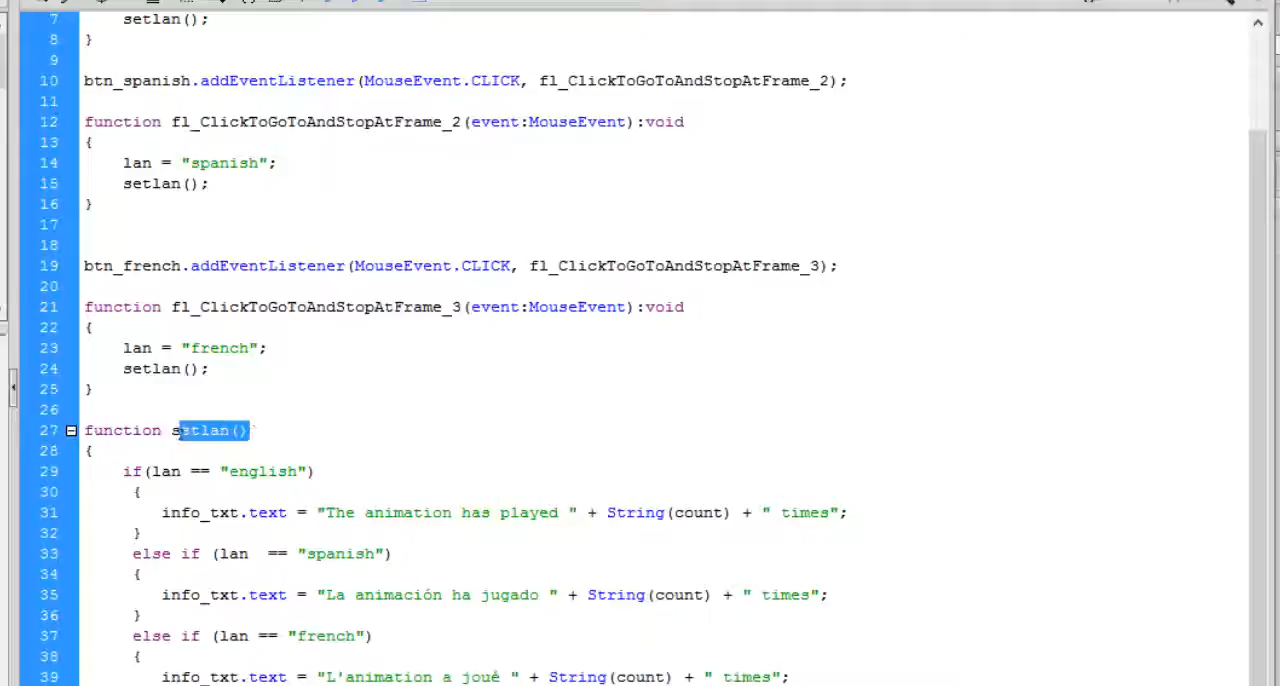 7 setlan();
8 }
9
10 btn_spanish.addEventListener(MouseEvent.CLICK, fl_ClickToGoToAndStopAtFrame_2);
11
12 function fl_ClickToGoToAndStopAtFrame_2(event:MouseEvent):void
13 {
14 lan = "spanish";
15 setlan();
16 }
17
18
19 btn_french.addEventListener(MouseEvent.CLICK, fl_ClickToGoToAndStopAtFrame_3);
20
21 function fl_ClickToGoToAndStopAtFrame_3(event:MouseEvent):void
22 {
23 lan = "french";
24 setlan();
25 }
26
27 function setlan()
28 {
29 if(lan == "english")
30 {
31 info_txt.text = "The animation has played " + String(count) + " times";
32 }
33 else if (lan  == "spanish")
34 {
35 info_txt.text = "La animación ha jugado " + String(count) + " times";
36 }
37 else if (lan == "french")
38 {
39 info_txt.text = "L'animation a joué " + String(count) + " times";